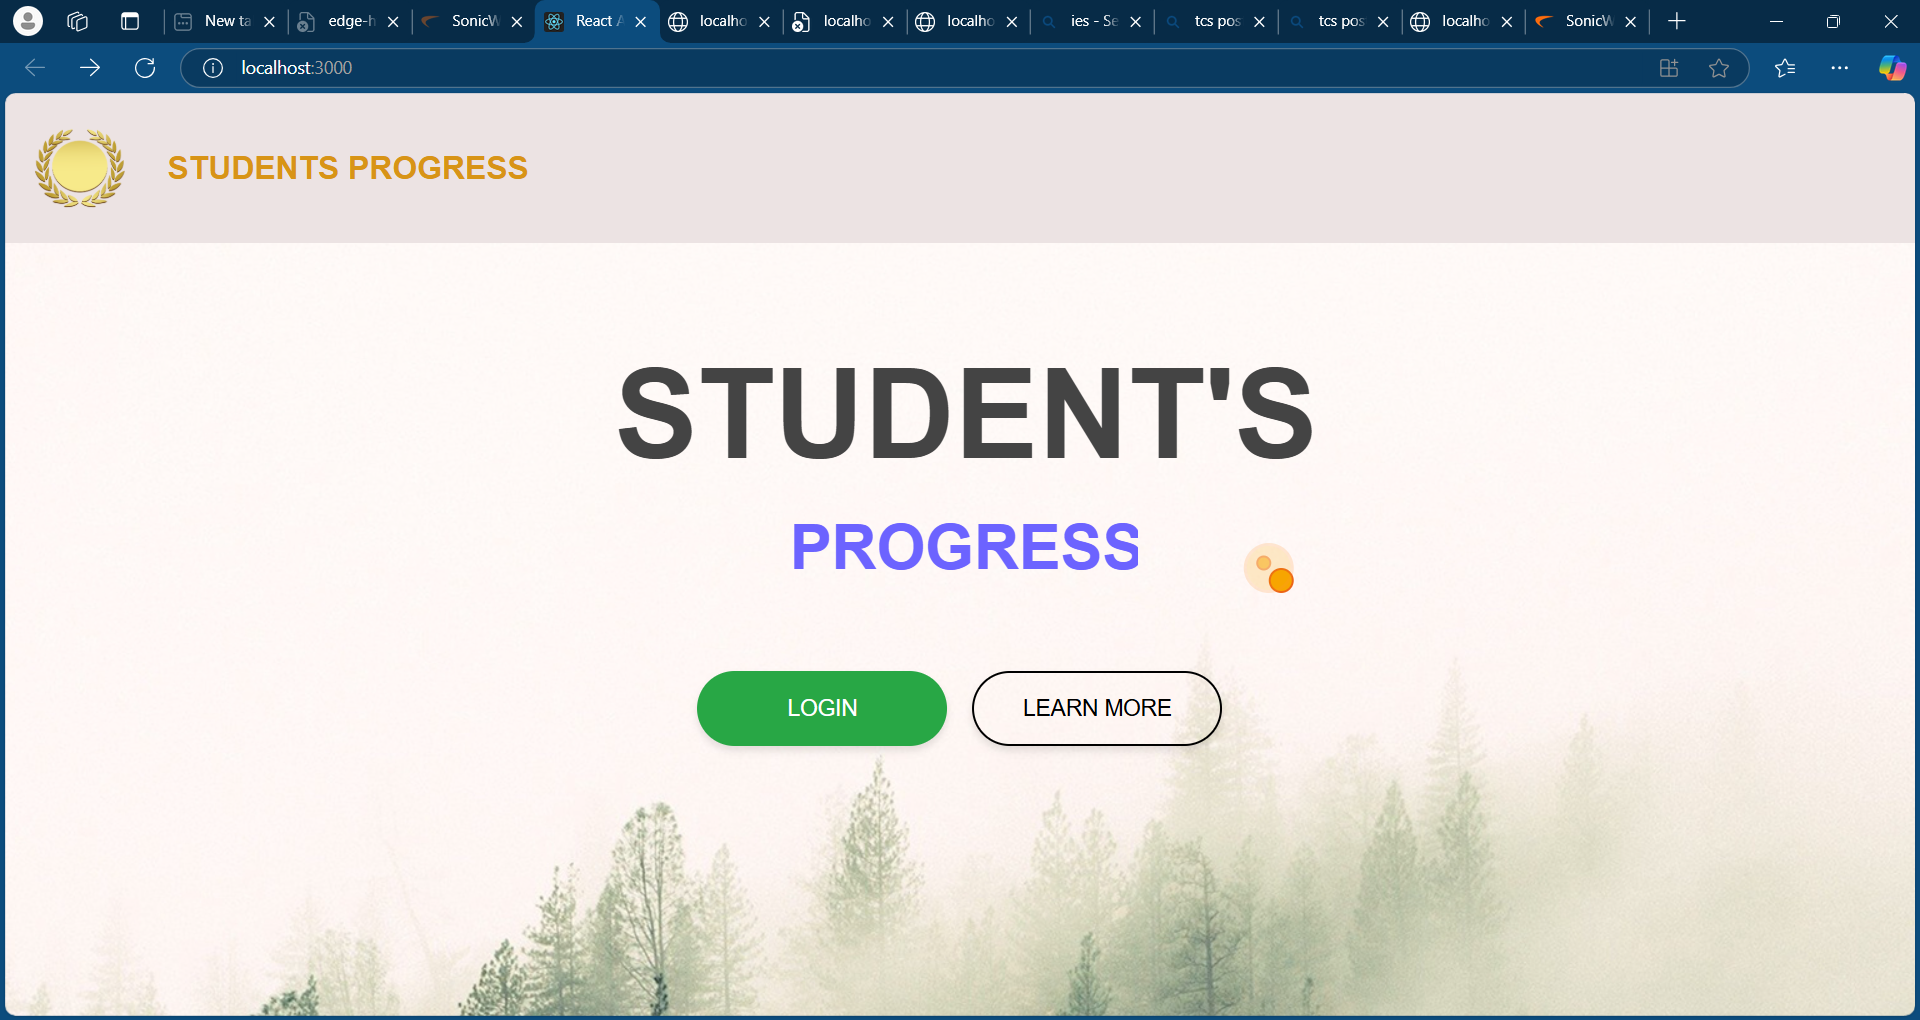 New ta
edge-h
SonicW
React A
localho
localho
localho
ies - Se
tcs pos
tcs pos
localho
SonicW
localhost:3000
STUDENTS PROGRESS
STUDENT'S
PROGRESS
LOGIN
LEARN MORE